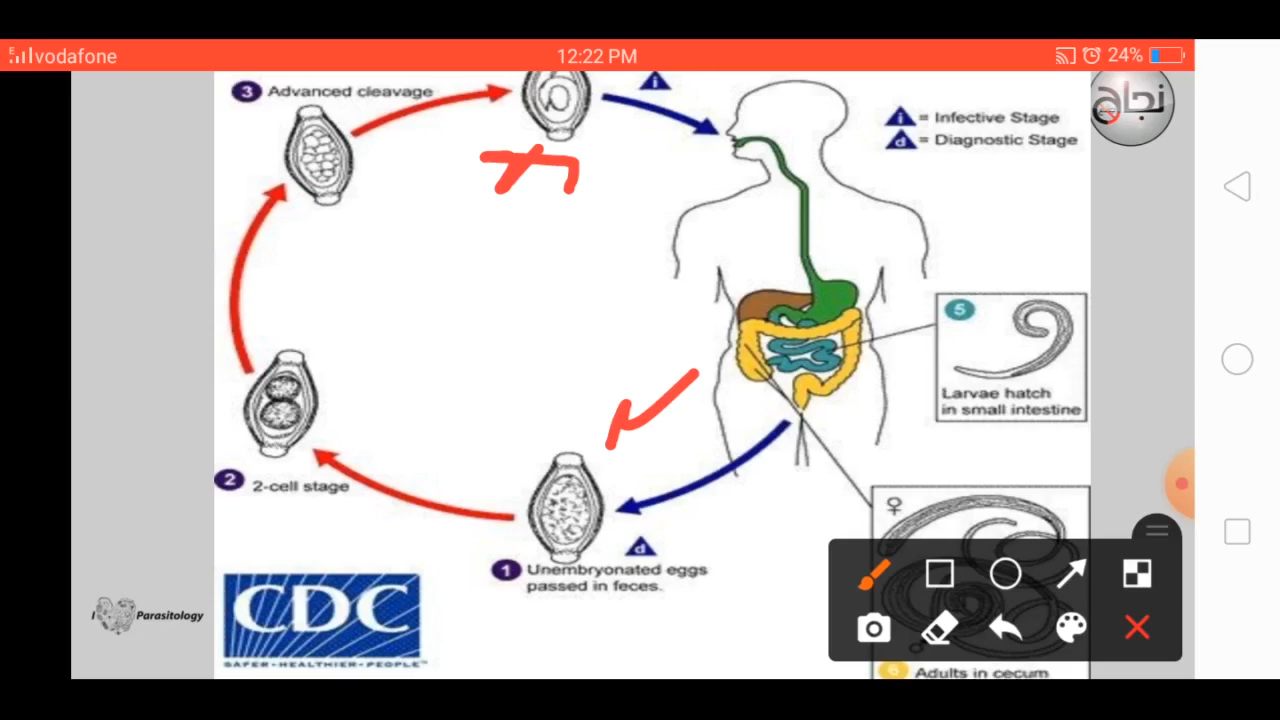 E vodafone
12:22 PM
24%
3 Advanced cleavage
i
i = Infective Stage
d = Diagnostic Stage
نجاح
5
Larvae hatch
in small intestine
2 2-cell stage
d
1 Unembryonated eggs
passed in feces.
I Parasitology
CDC
SAFER • HEALTHIER • PEOPLE™
♀
♂
6 Adults in cecum